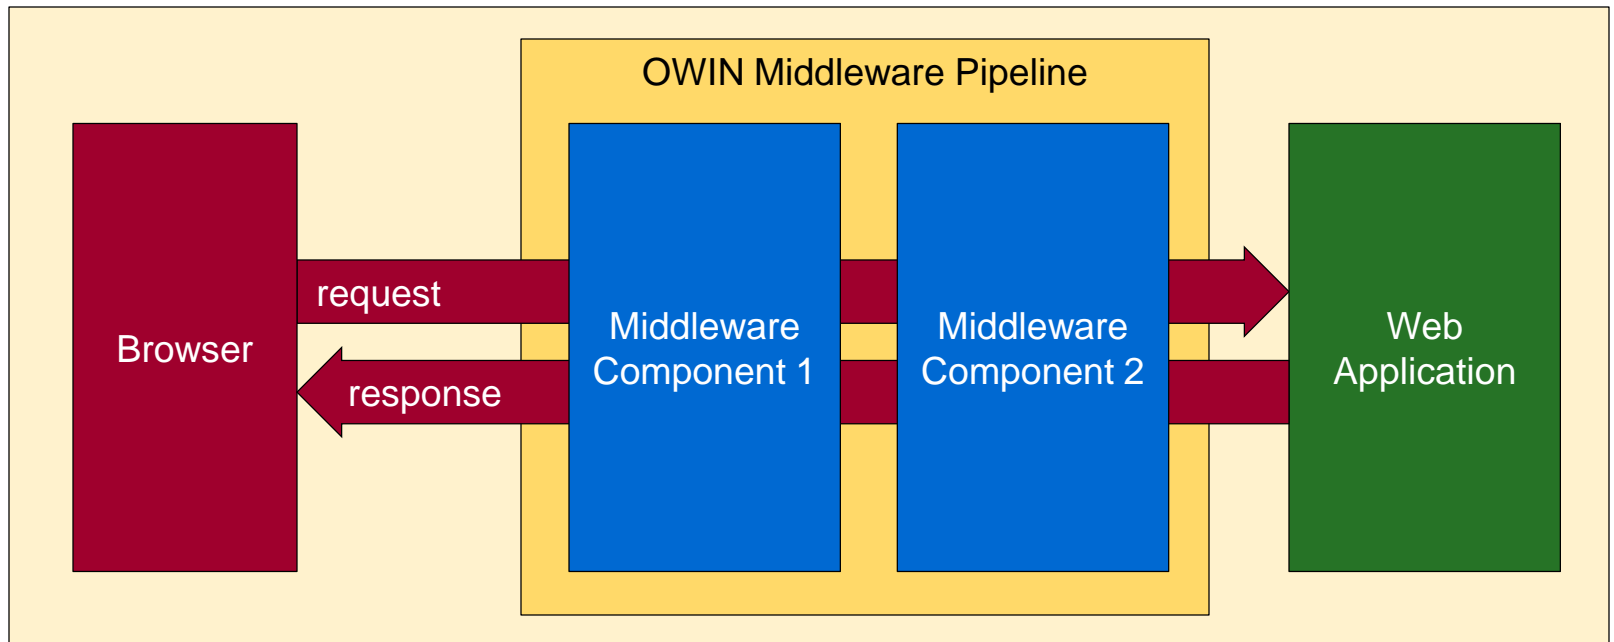 OWIN Middleware Pipeline
Browser
request
response
Middleware
Component 1
Middleware
Component 2
Web
Application